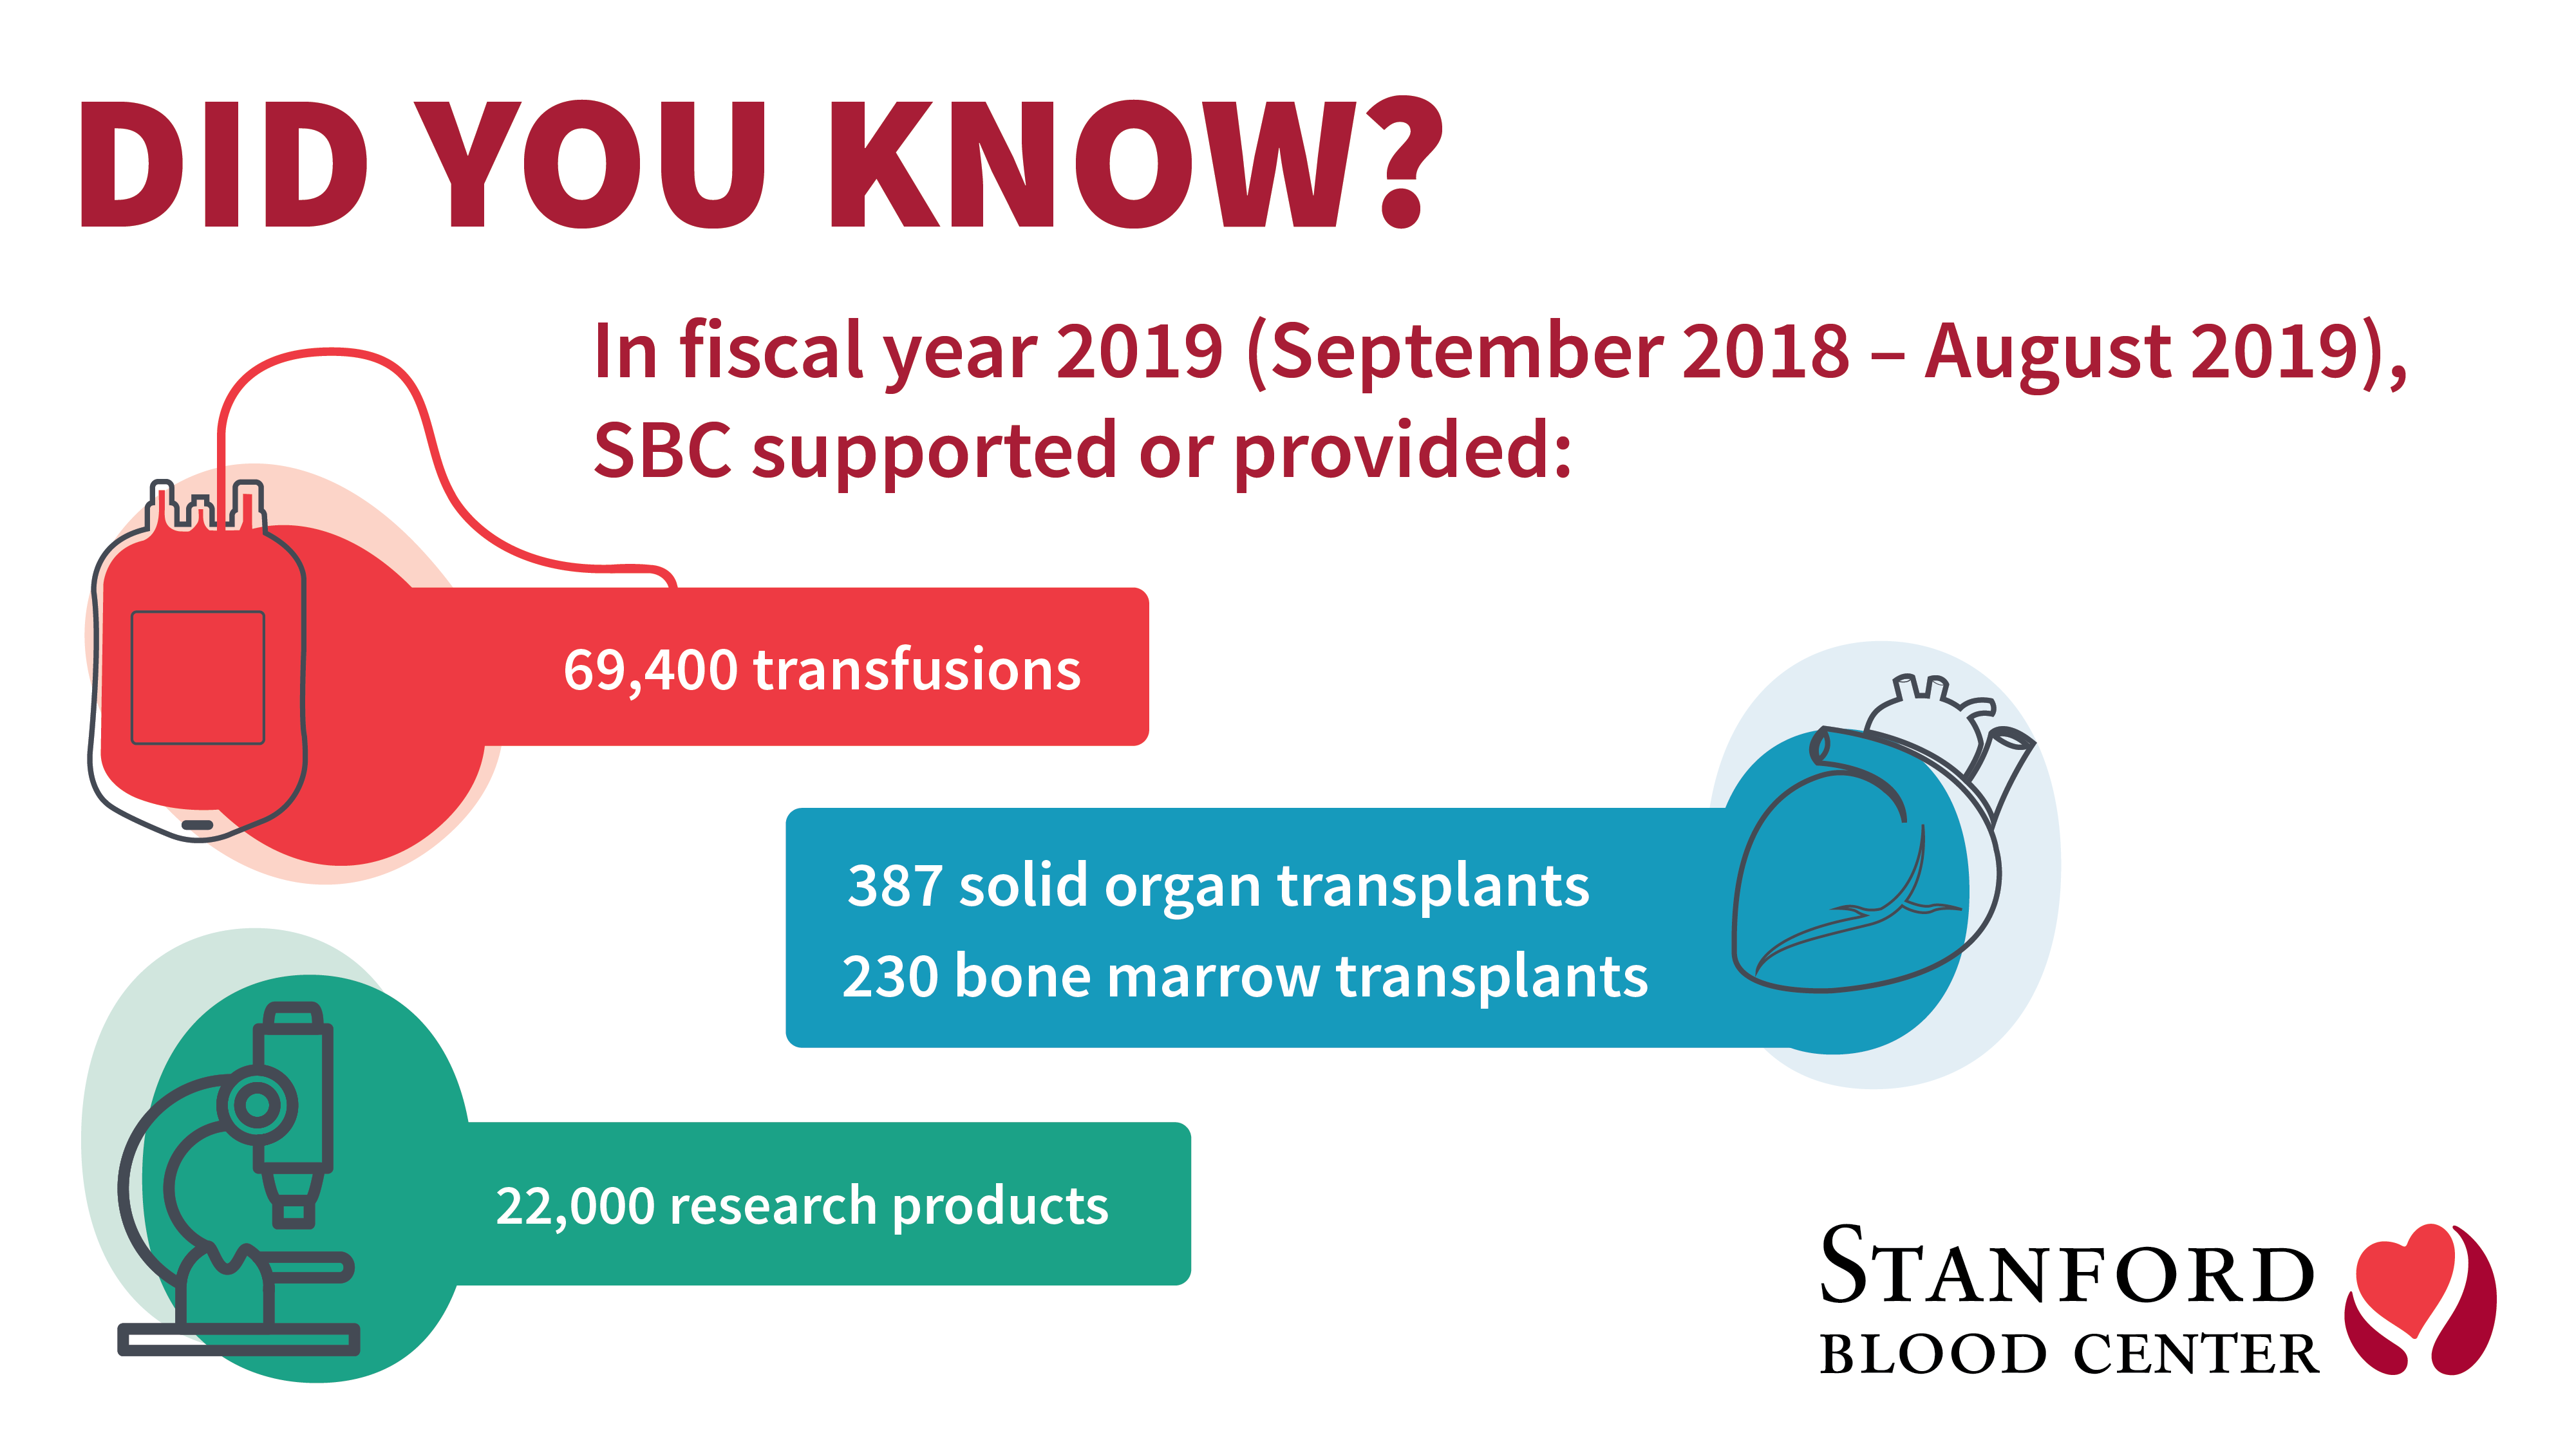 DID YOU KNOW?
In fiscal year 2019 (September 2018 – August 2019),
SBC supported or provided:
69,400 transfusions
387 solid organ transplants
230 bone marrow transplants
22,000 research products
STANFORD
BLOOD CENTER